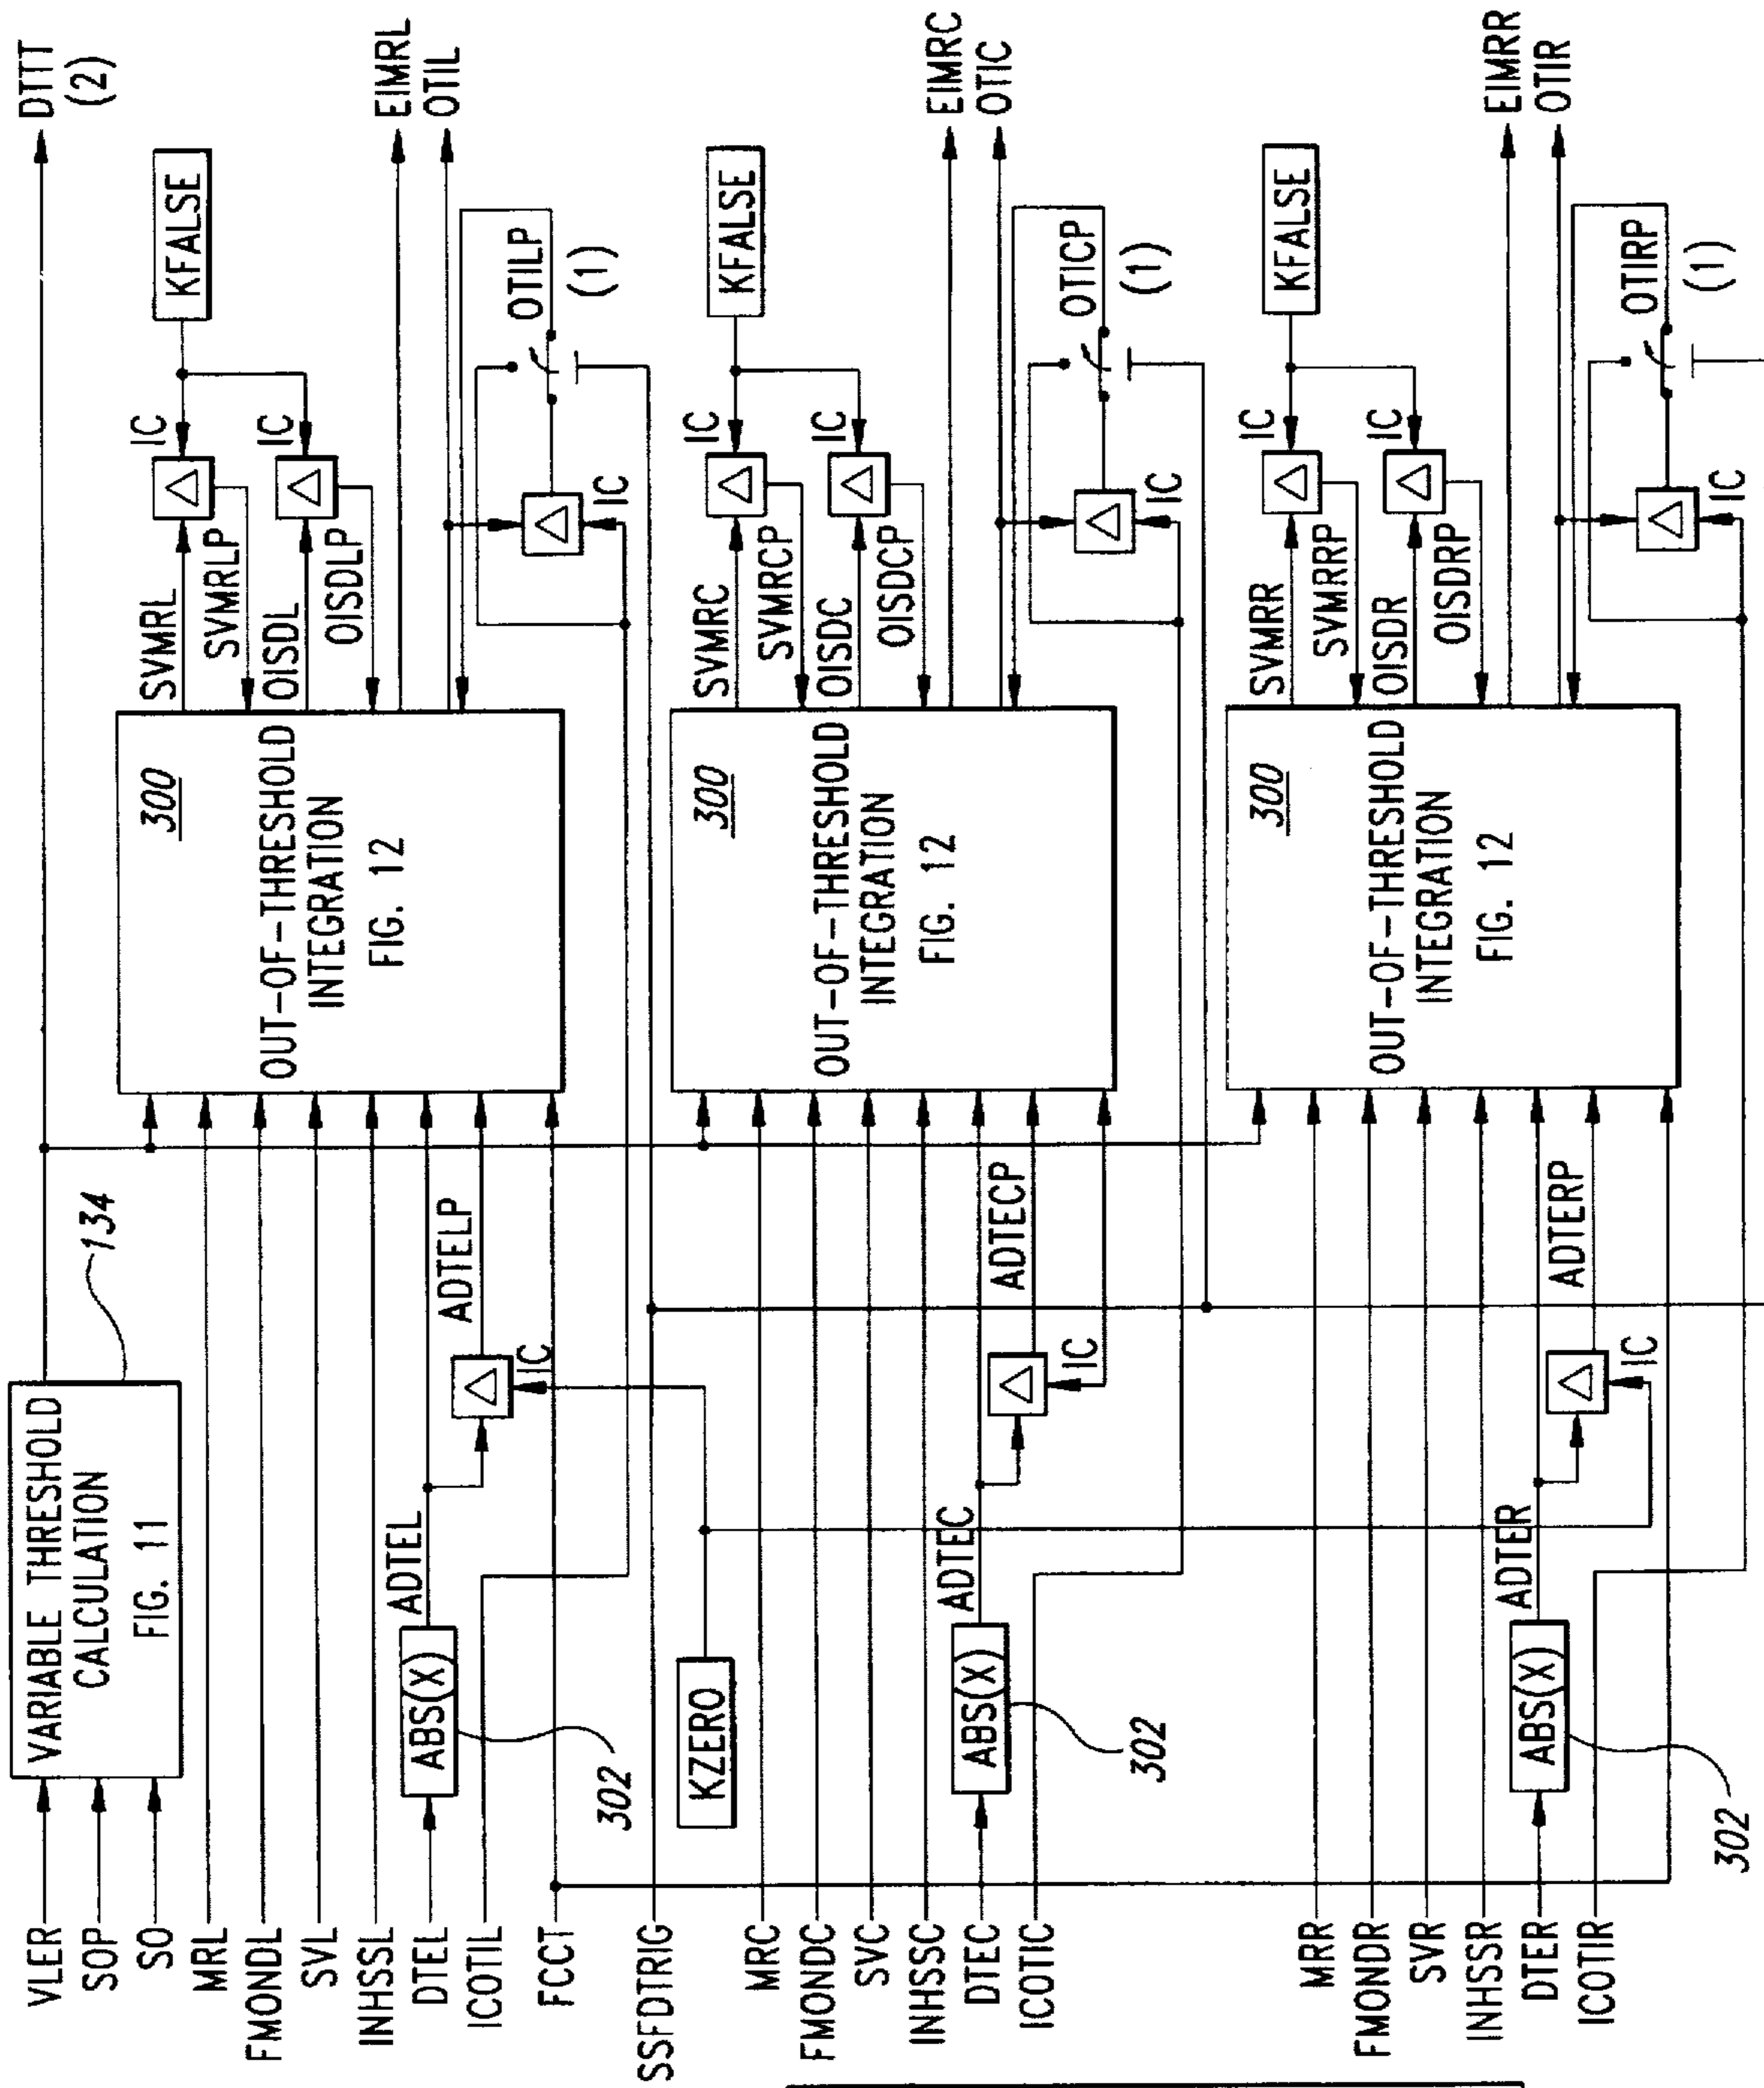 VLER
SOP
SO
MRL
FMONDL
SVL
INHSSL
DTEL
ICOTIL
FCCT
SSFDTRIG
MRC
FMONDC
SVC
INHSSC
DTEC
ICOTIC
MRR
FMONDR
SVR
INHSSR
DTER
ICOTIR
VARIABLE THRESHOLD
CALCULATION
FIG. 11
134
ABS(X)
302
ADTEL
ADTELP
IC
KZERO
ABS(X)
302
ADTEC
ADTECP
IC
ABS(X)
302
ADTER
ADTERP
IC
300
OUT-OF-THRESHOLD
INTEGRATION
FIG. 12
300
OUT-OF-THRESHOLD
INTEGRATION
FIG. 12
300
OUT-OF-THRESHOLD
INTEGRATION
FIG. 12
SVMRL
SVMRLP
OISDL
OISDLP
IC
IC
IC
KFALSE
OTILP
(1)
SVMRC
SVMRCP
OISDC
OISDCP
IC
IC
IC
KFALSE
OTICP
(1)
SVMRR
SVMRRP
OISDR
OISDRP
IC
IC
IC
KFALSE
OTIRP
(1)
DTTT
(2)
EIMRL
OTIL
EIMRC
OTIC
EIMRR
OTIR